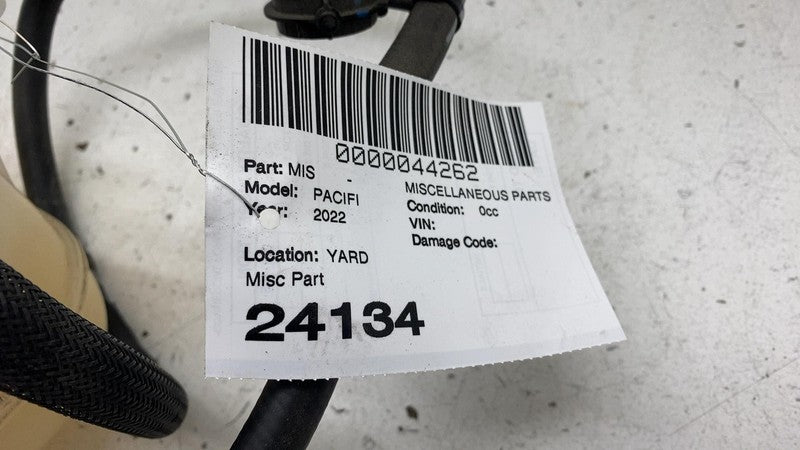 0000044262
Part: MIS -
MISCELLANEOUS PARTS
Model: PACIFI
Condition: 0cc
Year: 2022
VIN:
Damage Code:
Location: YARD
Misc Part
24134